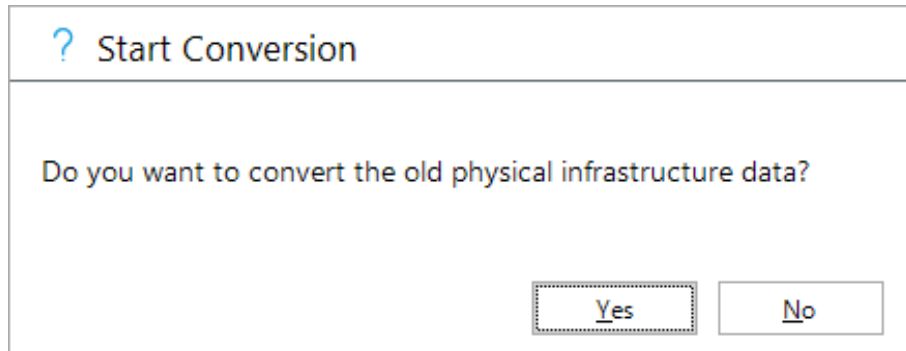 ? Start Conversion
Do you want to convert the old physical infrastructure data?
Yes No